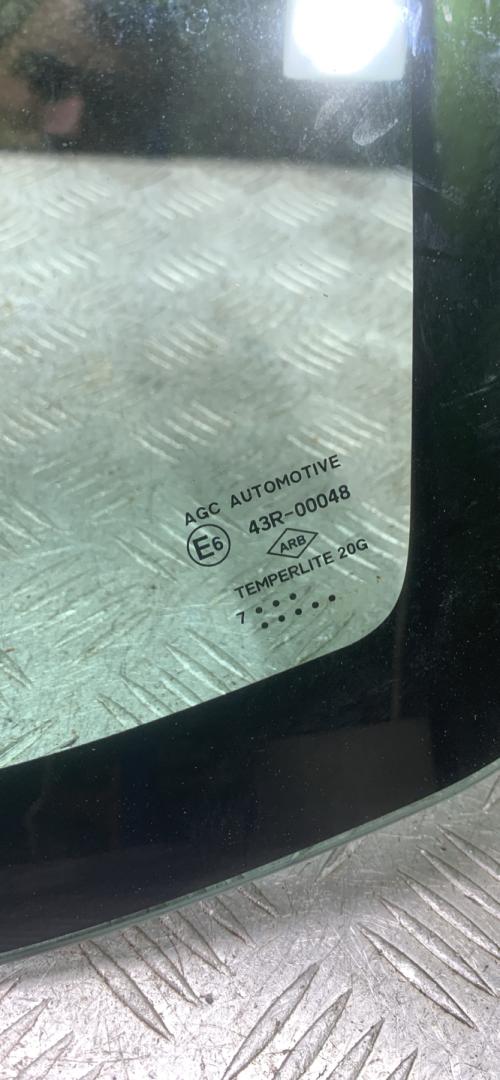 AGC AUTOMOTIVE
E6 43R-00048
ARB
TEMPERLITE 20G
7